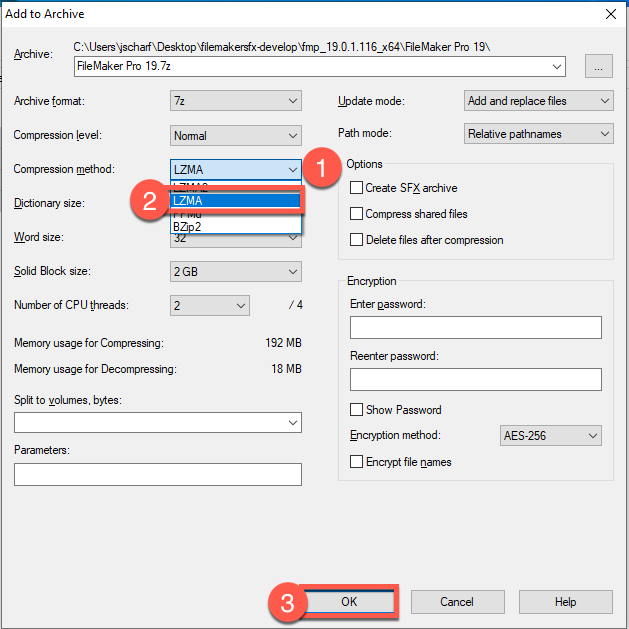 Add to Archive
Archive:
C:\Users\jscharf\Desktop\filemakersfx-develop\fmp_19.0.1.116_x64\FileMaker Pro 19\
FileMaker Pro 19.7z
...
Archive format:
7z
Compression level:
Normal
Compression method:
LZMA
1
LZMA2
2
LZMA
PPMd
BZip2
Dictionary size:
Word size:
32
Solid Block size:
2 GB
Number of CPU threads:
2
/ 4
Memory usage for Compressing:
192 MB
Memory usage for Decompressing:
18 MB
Split to volumes, bytes:
Parameters:
Update mode:
Add and replace files
Path mode:
Relative pathnames
Options
Create SFX archive
Compress shared files
Delete files after compression
Encryption
Enter password:
Reenter password:
Show Password
Encryption method:
AES-256
Encrypt file names
3
OK
Cancel
Help